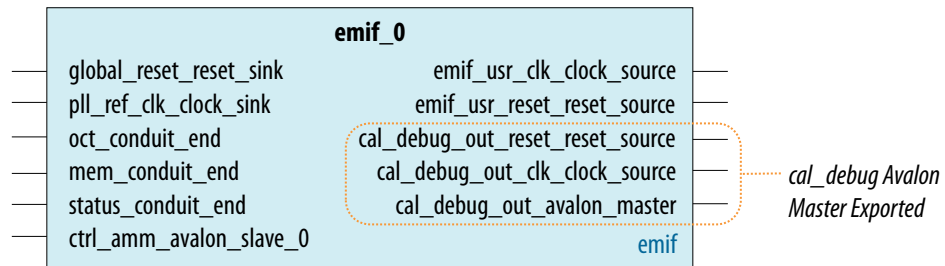 emif_0
global_reset_reset_sink
pll_ref_clk_clock_sink
oct_conduit_end
mem_conduit_end
status_conduit_end
ctrl_amm_avalon_slave_0
emif_usr_clk_clock_source
emif_usr_reset_reset_source
cal_debug_out_reset_reset_source
cal_debug_out_clk_clock_source
cal_debug_out_avalon_master
emif
cal_debug Avalon
Master Exported